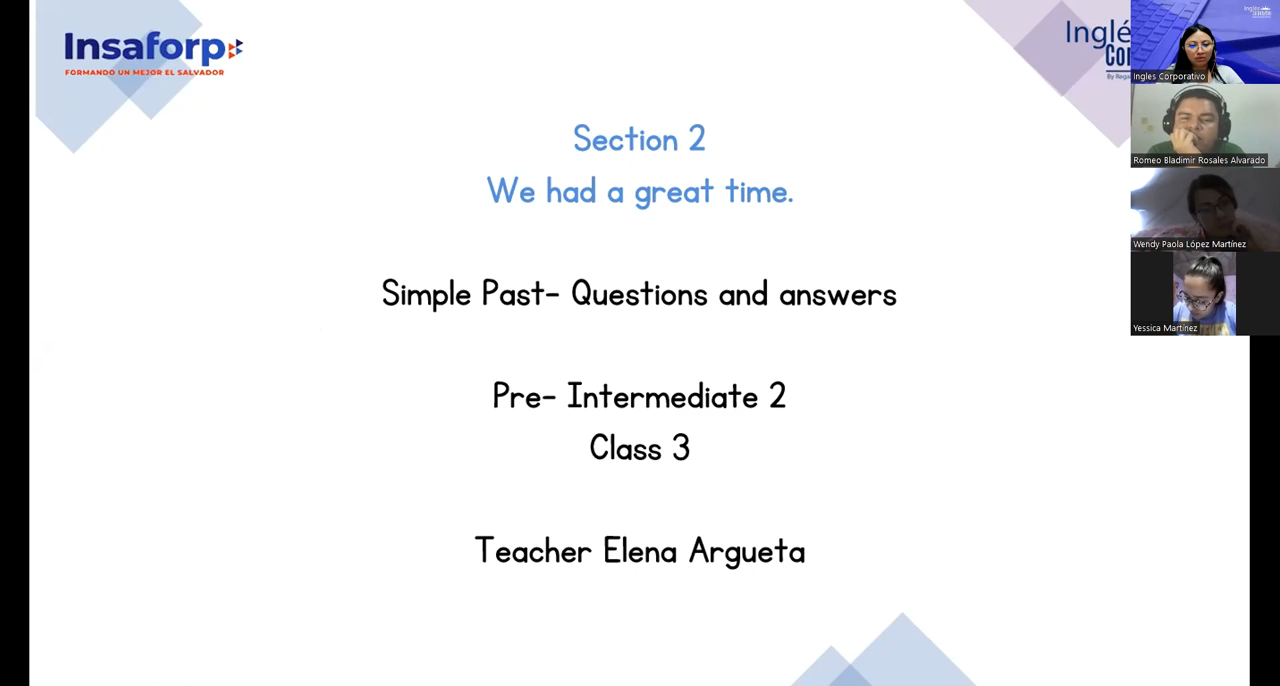 Insaforp
FORMANDO UN MEJOR EL SALVADOR
Section 2
We had a great time.
Simple Past- Questions and answers
Pre- Intermediate 2
Class 3
Teacher Elena Argueta
Ingles Corporativo
Romeo Bladimir Rosales Alvarado
Wendy Paola López Martínez
Yessica Martínez